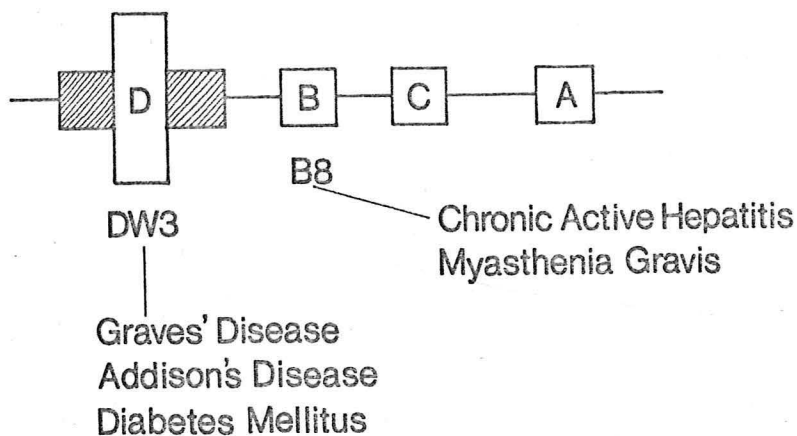 D B C A
B8
DW3
Chronic Active Hepatitis
Myasthenia Gravis
Graves' Disease
Addison's Disease
Diabetes Mellitus